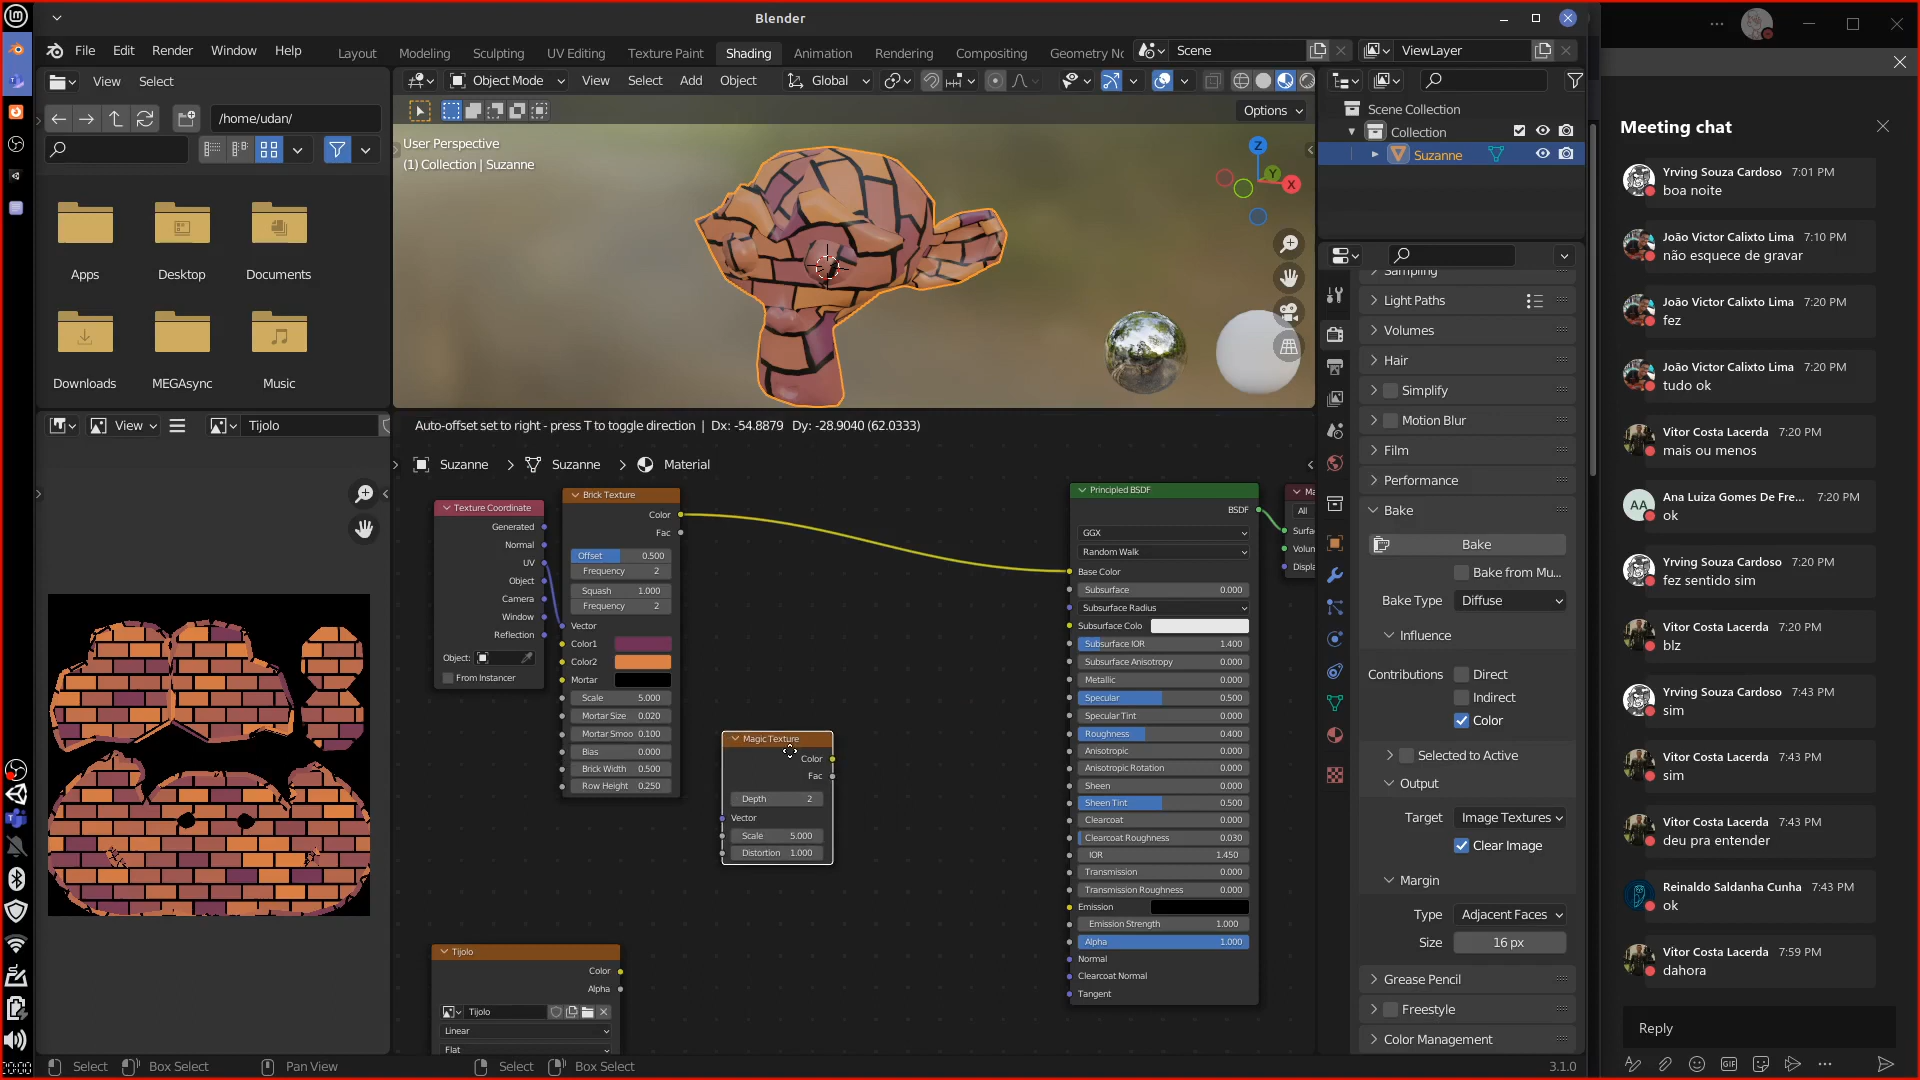 Blender
File Edit Render Window Help
Layout Modeling Sculpting UV Editing Texture Paint Shading Animation Rendering Compositing Geometry No
Scene
ViewLayer
View Select
/home/udan/
Apps Desktop Documents
Downloads MEGAsync Music
Object Mode View Select Add Object Global
Options
User Perspective
(1) Collection | Suzanne
Z
Y
X
Scene Collection
Collection
Suzanne
View
Tijolo
Auto-offset set to right - press T to toggle direction | Dx: -54.8879 Dy: -28.9040 (62.0333)
Suzanne > Suzanne > Material
Texture Coordinate
Generated
Normal
UV
Object
Camera
Window
Reflection
Object:
From Instancer
Brick Texture
Color
Fac
Offset 0.500
Frequency 2
Squash 1.000
Frequency 2
Vector
Color1
Color2
Mortar
Scale 5.000
Mortar Size 0.020
Mortar Smoo 0.100
Bias 0.000
Brick Width 0.500
Row Height 0.250
Magic Texture
Color
Fac
Depth 2
Vector
Scale 5.000
Distortion 1.000
Tijolo
Color
Alpha
Tijolo
Linear
Flat
Principled BSDF
BSDF
GGX
Random Walk
Base Color
Subsurface 0.000
Subsurface Radius
Subsurface Colo
Subsurface IOR 1.400
Subsurface Anisotropy 0.000
Metallic 0.000
Specular 0.500
Specular Tint 0.000
Roughness 0.400
Anisotropic 0.000
Anisotropic Rotation 0.000
Sheen 0.000
Sheen Tint 0.500
Clearcoat 0.000
Clearcoat Roughness 0.030
IOR 1.450
Transmission 0.000
Transmission Roughness 0.000
Emission
Emission Strength 1.000
Alpha 1.000
Normal
Clearcoat Normal
Tangent
Ma
All
Surfac
Volun
Displa
Sampling
Light Paths
Volumes
Hair
Simplify
Motion Blur
Film
Performance
Bake
Bake
Bake from Mu...
Bake Type Diffuse
Influence
Contributions Direct
Indirect
Color
Selected to Active
Output
Target Image Textures
Clear Image
Margin
Type Adjacent Faces
Size 16 px
Grease Pencil
Freestyle
Color Management
Select Box Select Pan View Select Box Select 3.1.0
Meeting chat
Yrving Souza Cardoso 7:01 PM
boa noite
João Victor Calixto Lima 7:10 PM
não esquece de gravar
João Victor Calixto Lima 7:20 PM
fez
João Victor Calixto Lima 7:20 PM
tudo ok
Vitor Costa Lacerda 7:20 PM
mais ou menos
AA
Ana Luiza Gomes De Fre... 7:20 PM
ok
Yrving Souza Cardoso 7:20 PM
fez sentido sim
Vitor Costa Lacerda 7:20 PM
blz
Yrving Souza Cardoso 7:43 PM
sim
Vitor Costa Lacerda 7:43 PM
sim
Vitor Costa Lacerda 7:43 PM
deu pra entender
Reinaldo Saldanha Cunha 7:43 PM
ok
Vitor Costa Lacerda 7:59 PM
dahora
Reply
GIF